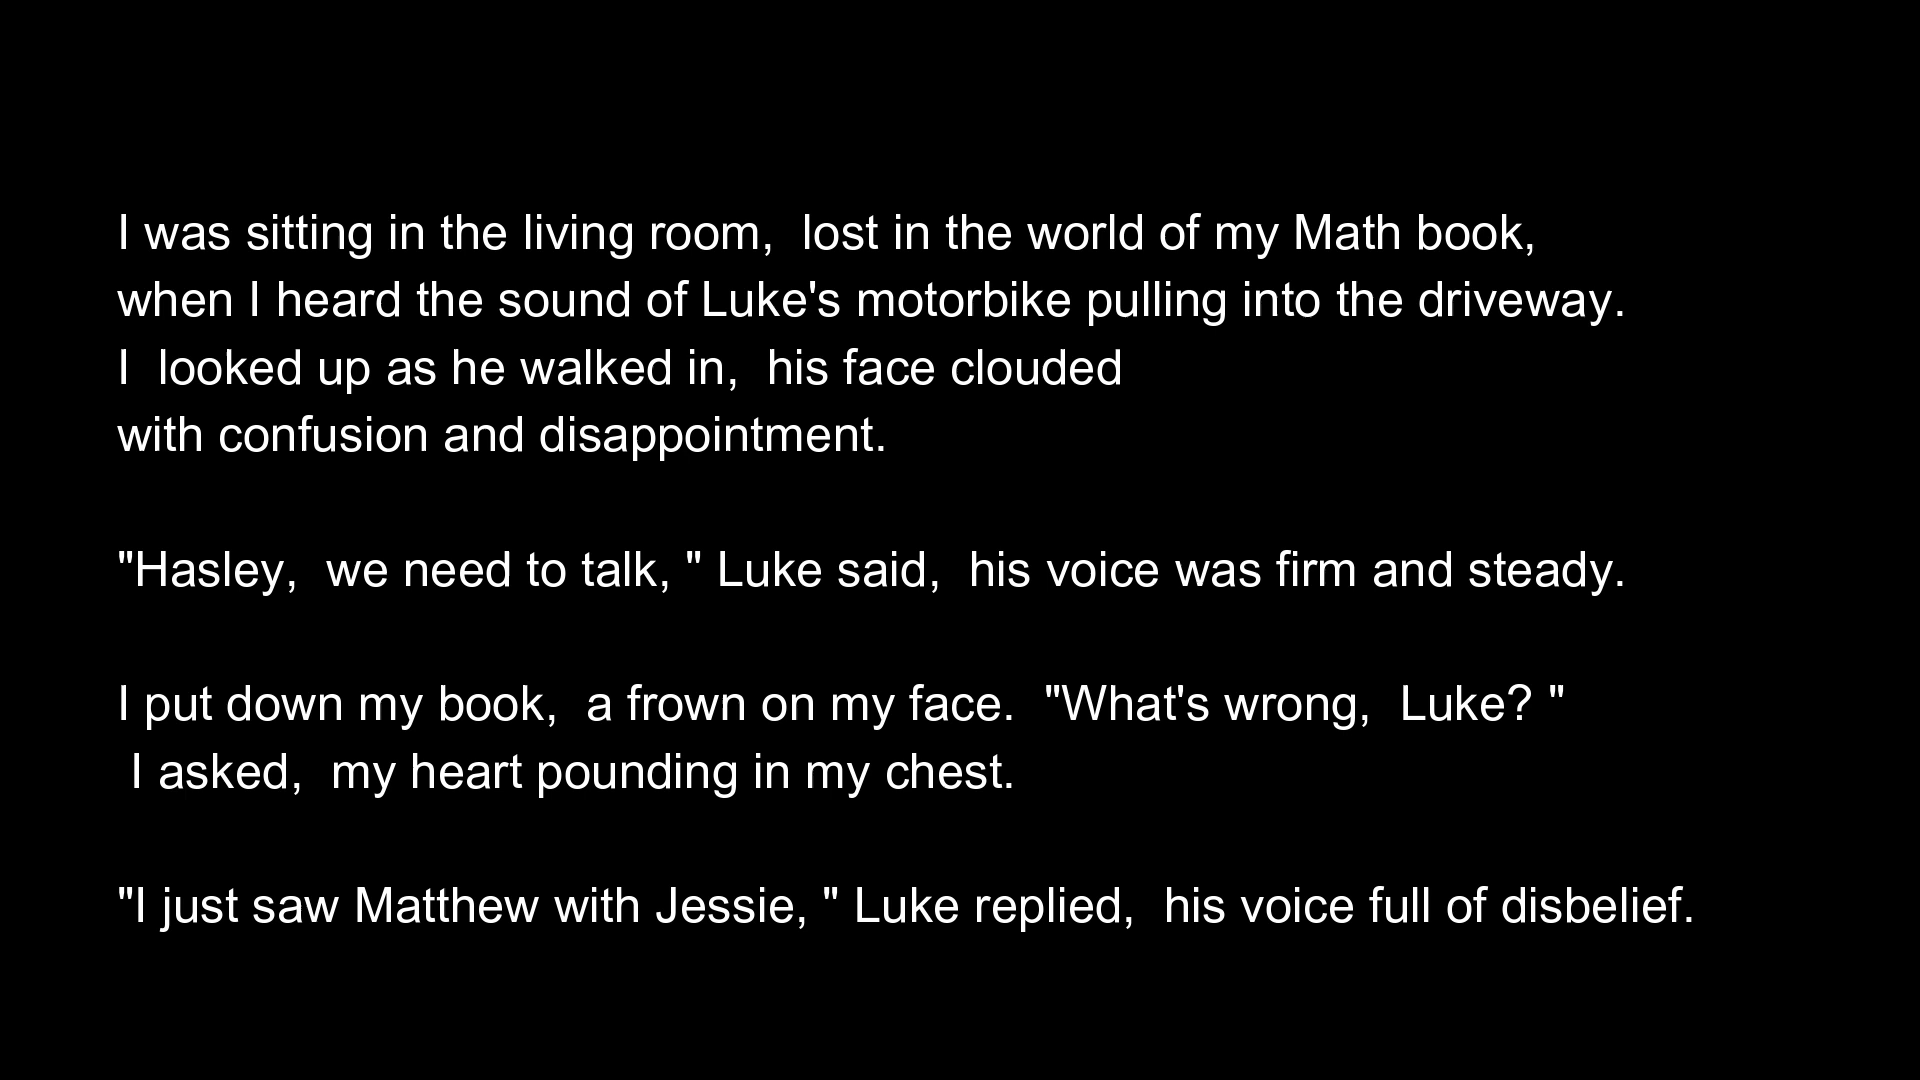 I was sitting in the living room,  lost in the world of my Math book,
when I heard the sound of Luke's motorbike pulling into the driveway.
I  looked up as he walked in,  his face clouded
with confusion and disappointment.
"Hasley,  we need to talk, " Luke said,  his voice was firm and steady.
I put down my book,  a frown on my face.  "What's wrong,  Luke? "
I asked,  my heart pounding in my chest.
"I just saw Matthew with Jessie, " Luke replied,  his voice full of disbelief.